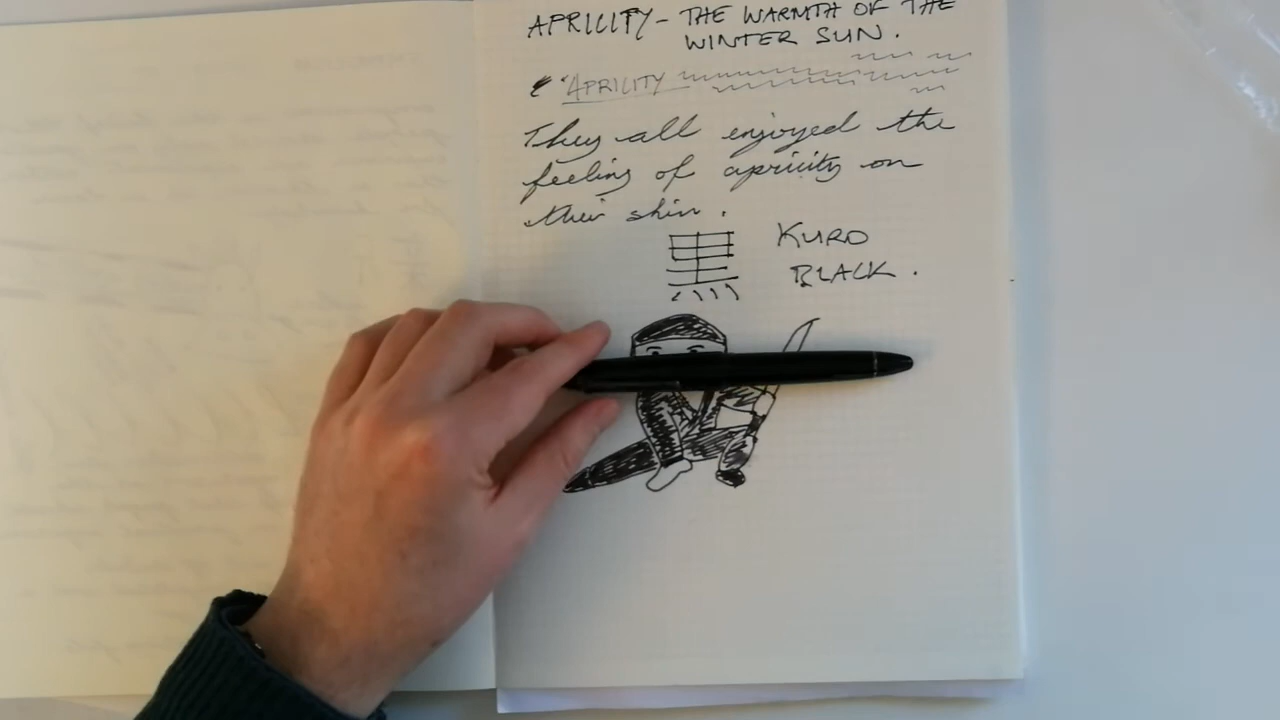 APRICITY – THE WARMTH OF THE
WINTER SUN.
'APRILITY
They all enjoyed the
feeling of apricity on
their skin.
黒 KURO
BLACK.